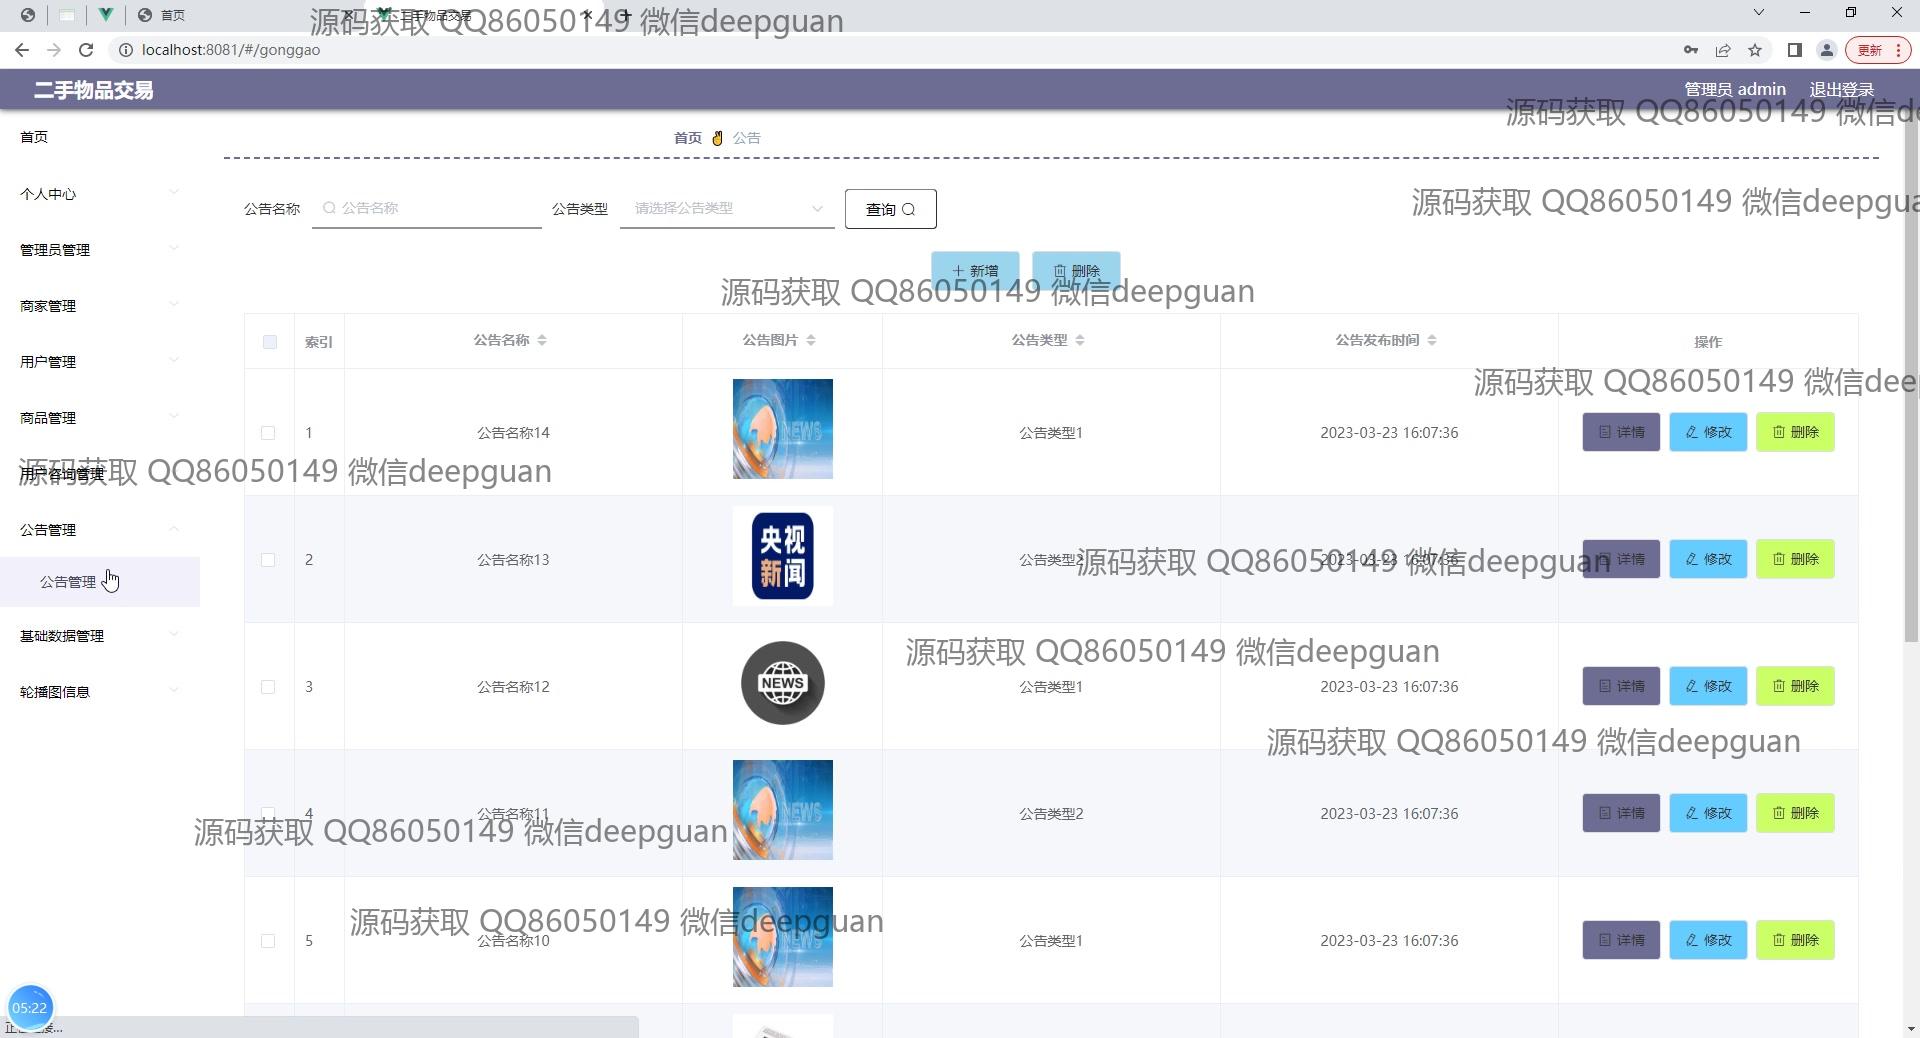 首页
二手物品交易
源码获取 QQ86050149 微信deepguan
localhost:8081/#/gonggao
更新
二手物品交易
管理员 admin
退出登录
源码获取 QQ86050149 微信de
首页
首页 公告
个人中心
公告名称 公告名称 公告类型 请选择公告类型 查询
源码获取 QQ86050149 微信deepgua
管理员管理
新增 删除
源码获取 QQ86050149 微信deepguan
商家管理
索引 公告名称 公告图片 公告类型 公告发布时间 操作
用户管理
源码获取 QQ86050149 微信dee
商品管理
1 公告名称14 NEWS 公告类型1 2023-03-23 16:07:36 详情 修改 删除
用户咨询管理
源码获取 QQ86050149 微信deepguan
公告管理
公告管理
央视
新闻
2 公告名称13 公告类型2 2023-03-23 16:07:36 详情 修改 删除
源码获取 QQ86050149 微信deepguan
基础数据管理
源码获取 QQ86050149 微信deepguan
轮播图信息
3 公告名称12 NEWS 公告类型1 2023-03-23 16:07:36 详情 修改 删除
源码获取 QQ86050149 微信deepguan
4 公告名称11 NEWS 公告类型2 2023-03-23 16:07:36 详情 修改 删除
源码获取 QQ86050149 微信deepguan
源码获取 QQ86050149 微信deepguan
5 公告名称10 NEWS 公告类型1 2023-03-23 16:07:36 详情 修改 删除
05:22